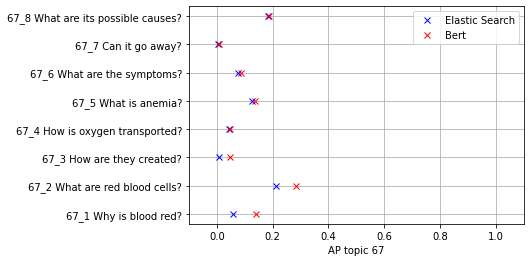 67_8 What are its possible causes?
67_7 Can it go away?
67_6 What are the symptoms?
67_5 What is anemia?
67_4 How is oxygen transported?
67_3 How are they created?
67_2 What are red blood cells?
67_1 Why is blood red?
Elastic Search
Bert
0.0 0.2 0.4 0.6 0.8 1.0
AP topic 67